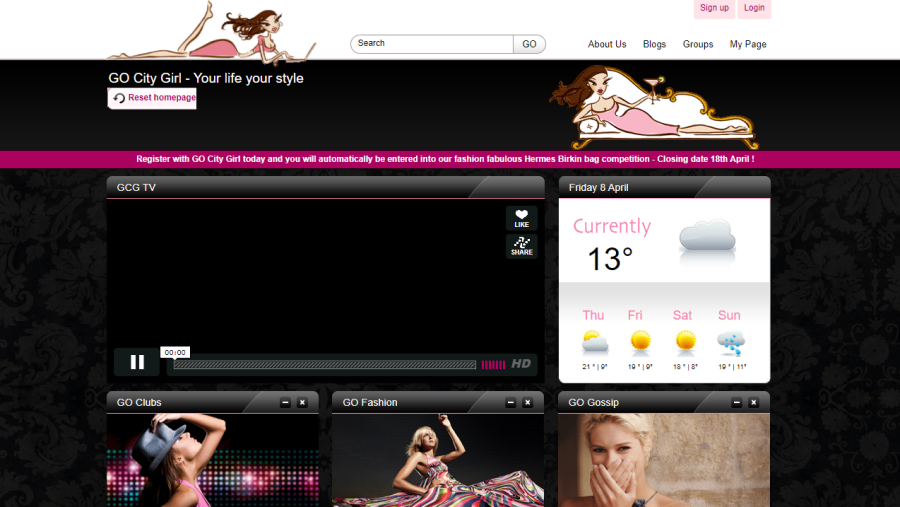 Sign up
Login
Search
GO
About Us
Blogs
Groups
My Page
GO City Girl - Your life your style
Reset homepage
Register with GO City Girl today and you will automatically be entered into our fashion fabulous Hermes Birkin bag competition - Closing date 18th April !
GCG TV
LIKE
SHARE
00:00
HD
Friday 8 April
Currently
13°
Thu
Fri
Sat
Sun
21 ° | 9°
19 ° | 9°
18 ° | 8°
19 ° | 11°
GO Clubs
GO Fashion
GO Gossip